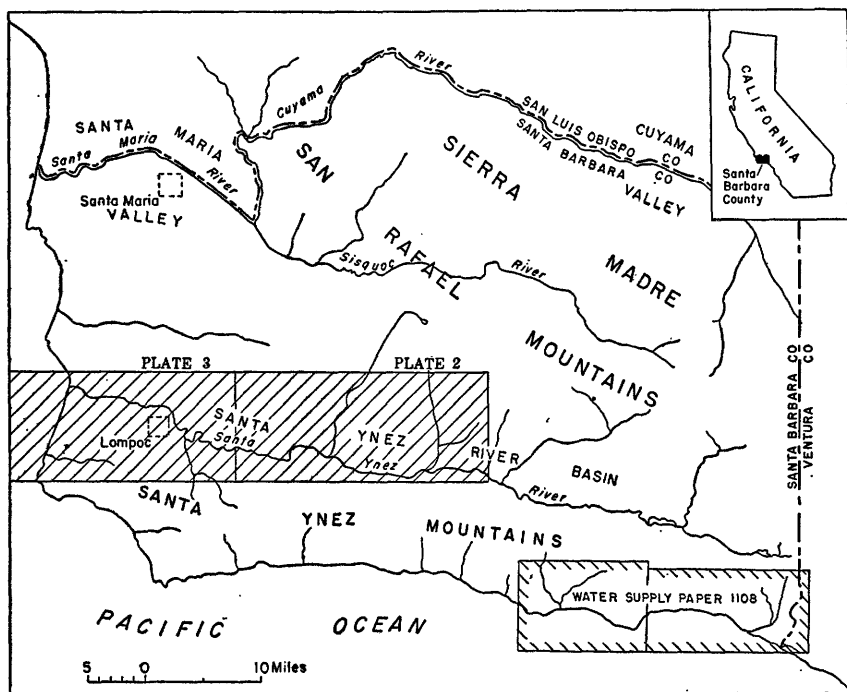 CALIFORNIA
Santa
Barbara
County
Cuyama River
SAN LUIS OBISPO CO
SANTA BARBARA CO
CUYAMA
VALLEY
SANTA
MARIA
Santa Maria River
Santa Maria
VALLEY
SAN
RAFAEL
MOUNTAINS
SIERRA
MADRE
Sisquoc River
SANTA BARBARA CO
VENTURA CO
PLATE 3
PLATE 2
SANTA
YNEZ
RIVER
BASIN
Lompoc
Santa Ynez River
SANTA
YNEZ
MOUNTAINS
WATER SUPPLY PAPER 1108
PACIFIC OCEAN
5 0 10 Miles